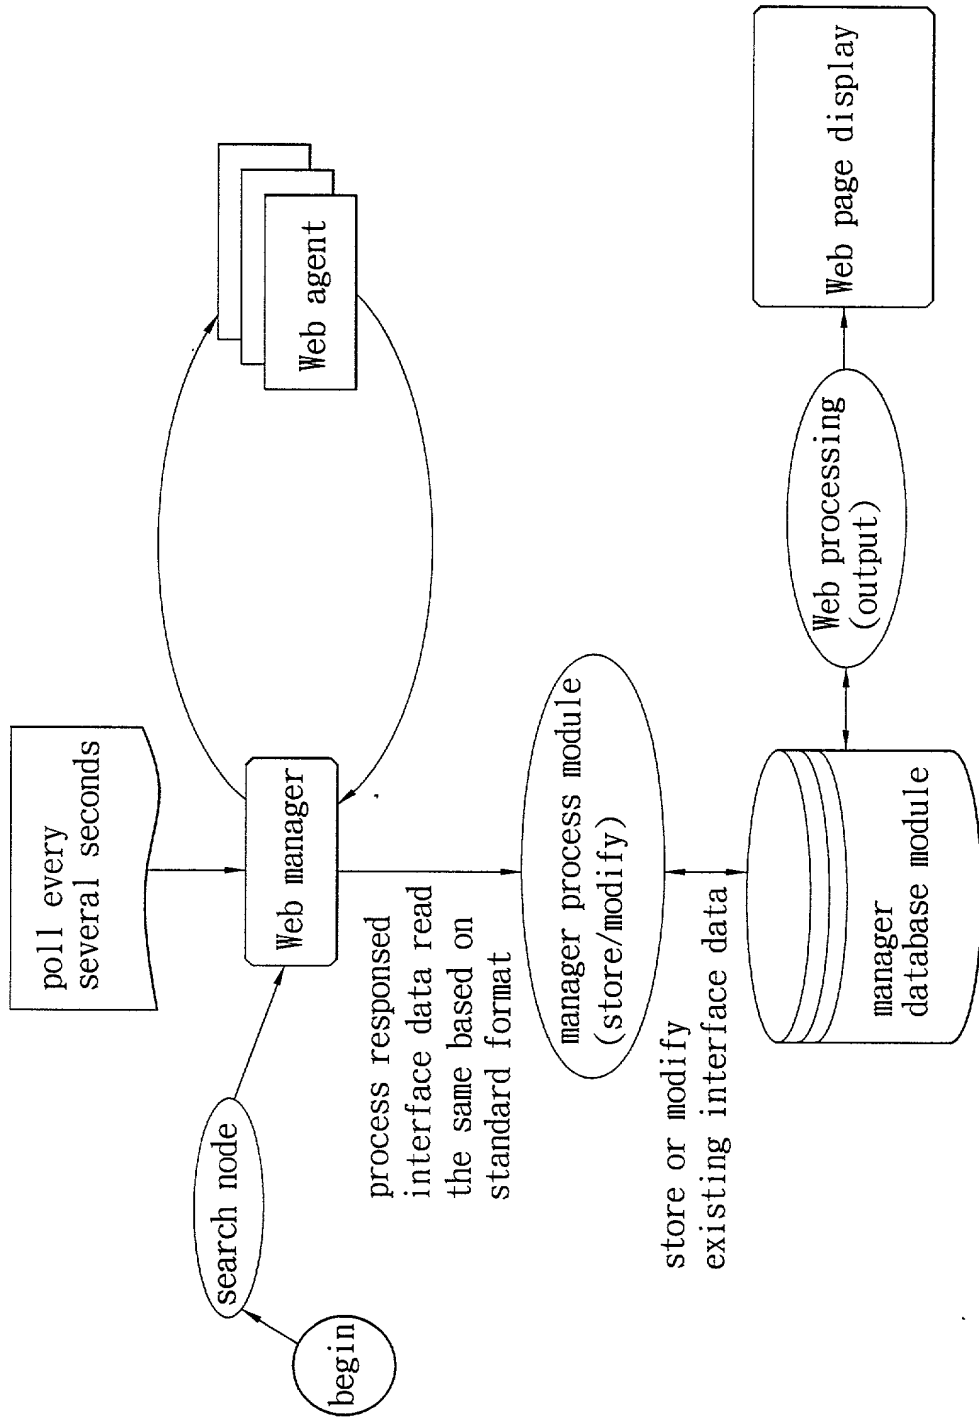 poll every
several seconds
Web agent
Web manager
search node
begin
process responsed
interface data read
the same based on
standard format
manager process module
(store/modify)
store or modify
existing interface data
manager
database module
Web processing
(output)
Web page display